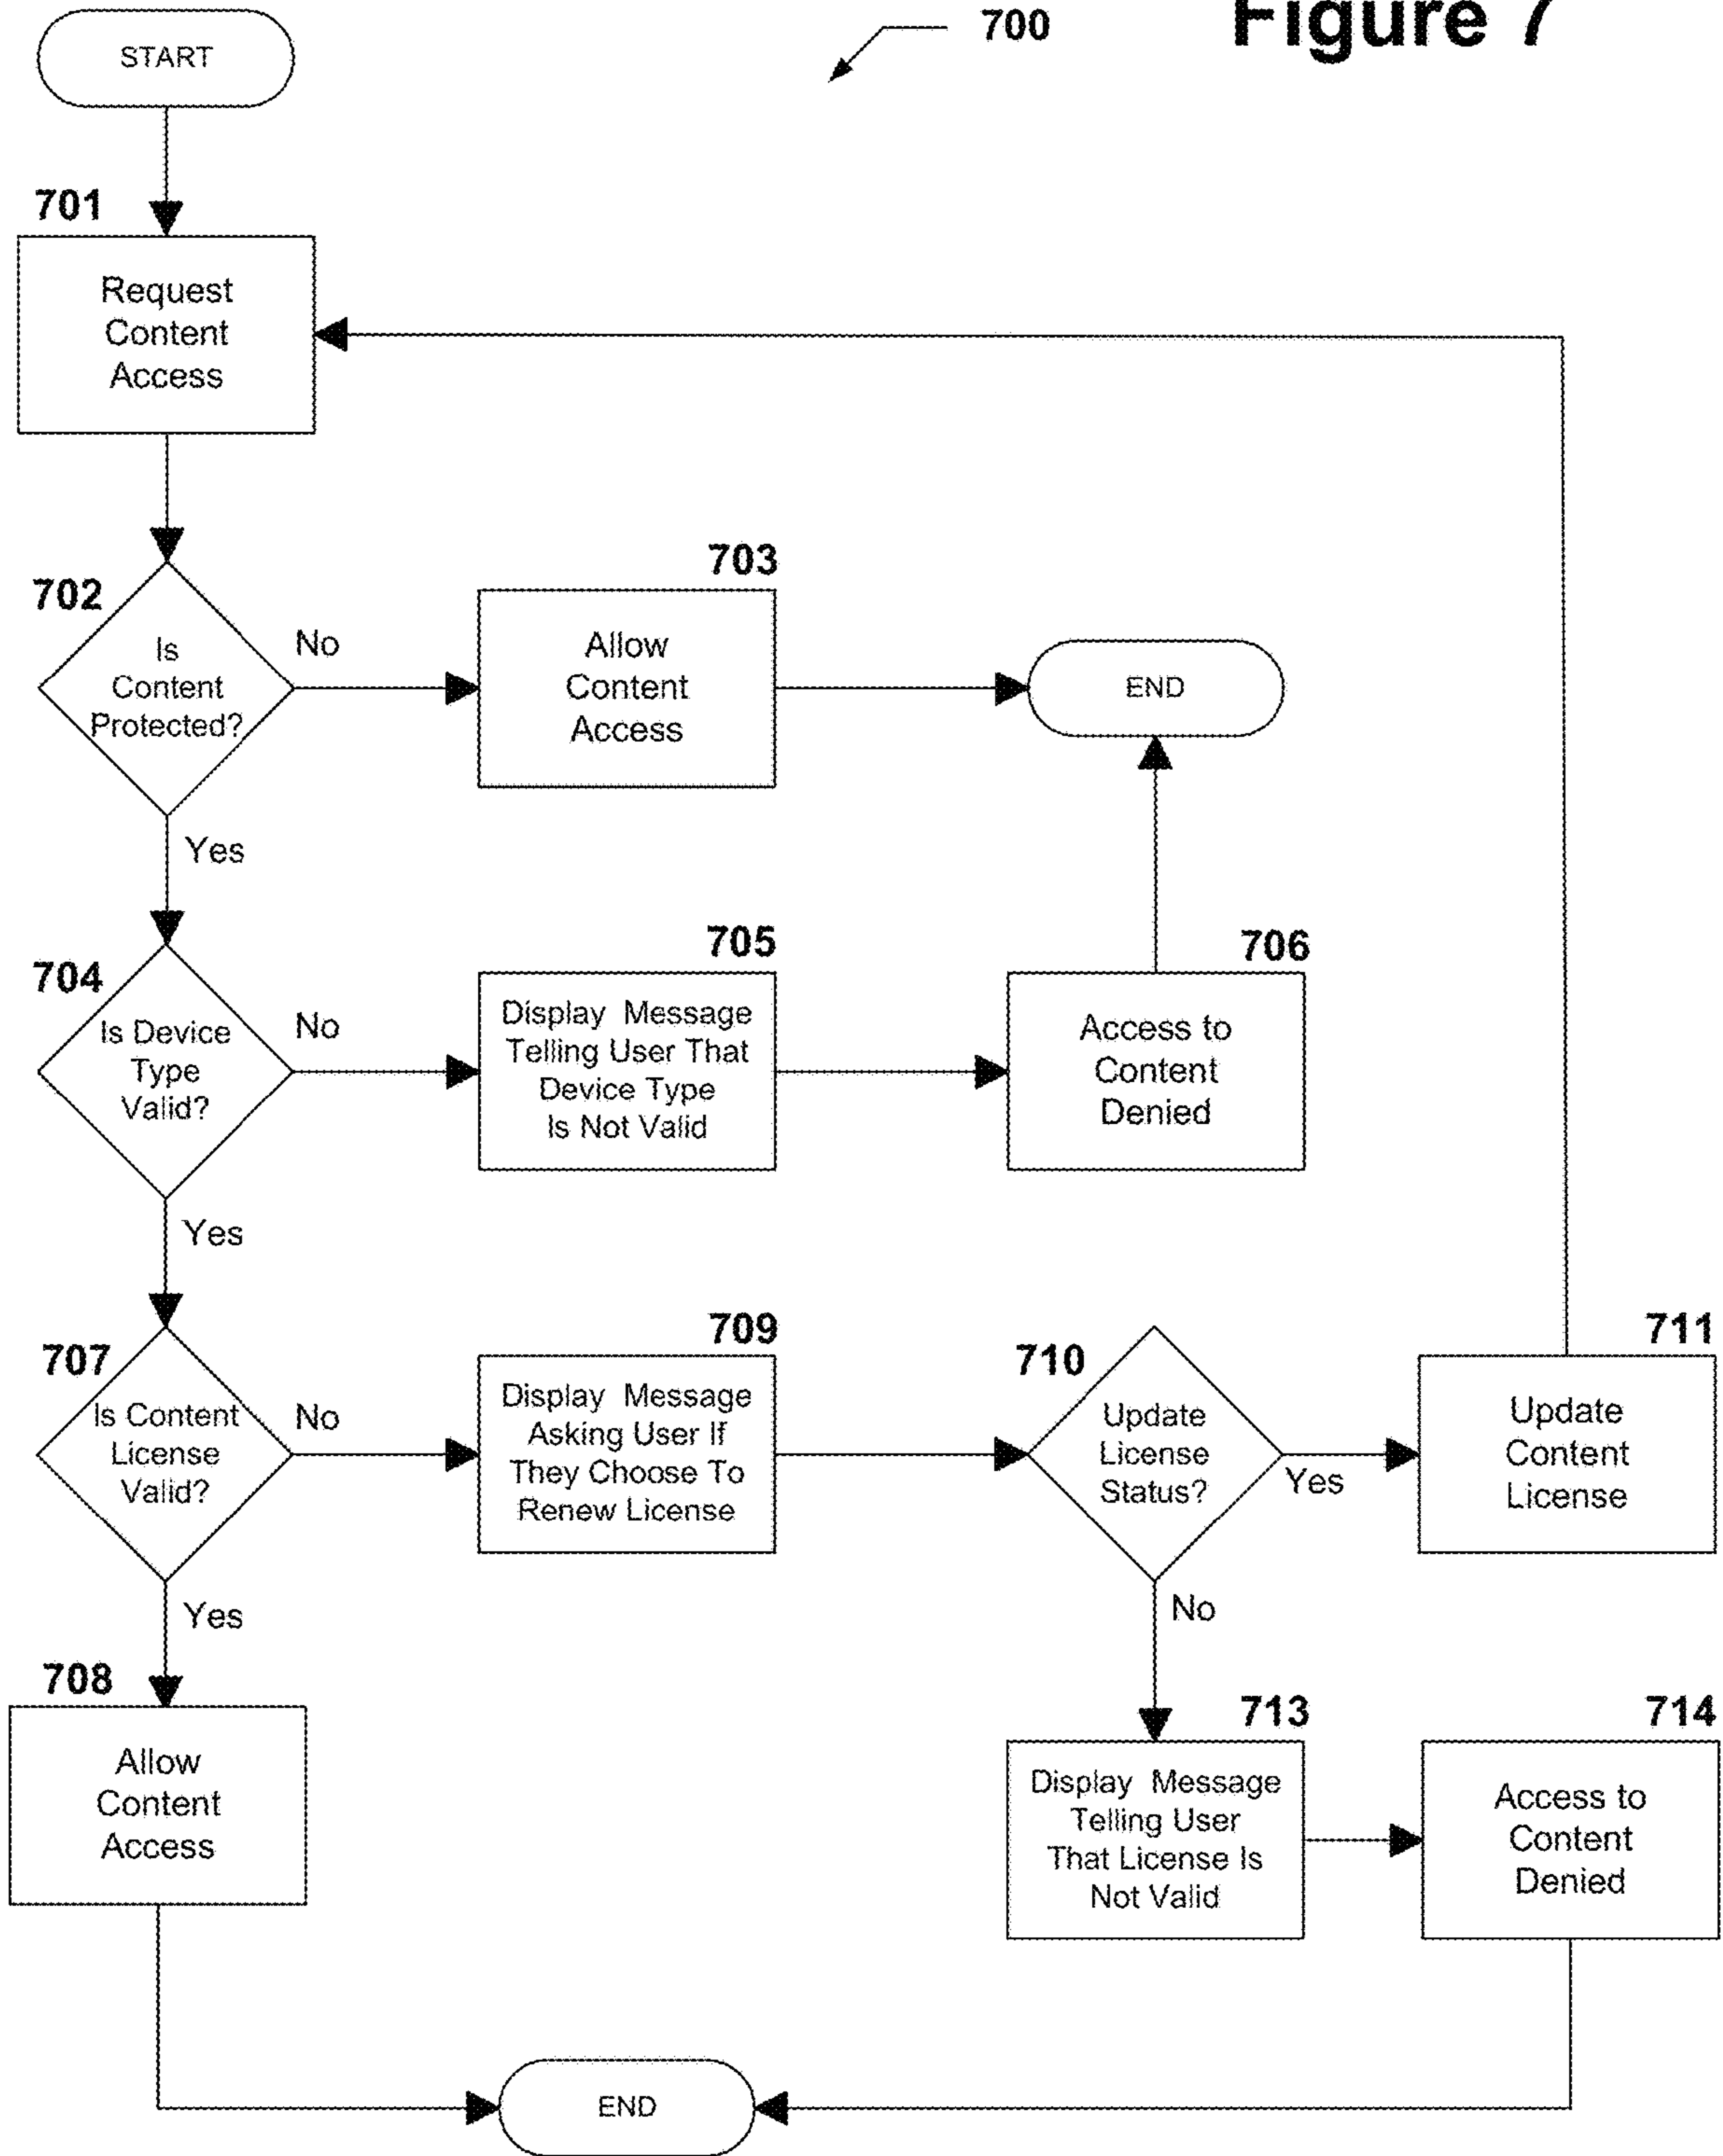 Figure 7
700
START
701
Request
Content
Access
702
Is
Content
Protected?
No
703
Allow
Content
Access
END
Yes
704
Is Device
Type
Valid?
No
705
Display Message
Telling User That
Device Type
Is Not Valid
706
Access to
Content
Denied
Yes
707
Is Content
License
Valid?
No
709
Display Message
Asking User If
They Choose To
Renew License
710
Update
License
Status?
Yes
711
Update
Content
License
Yes
No
708
Allow
Content
Access
713
Display Message
Telling User
That License Is
Not Valid
714
Access to
Content
Denied
END